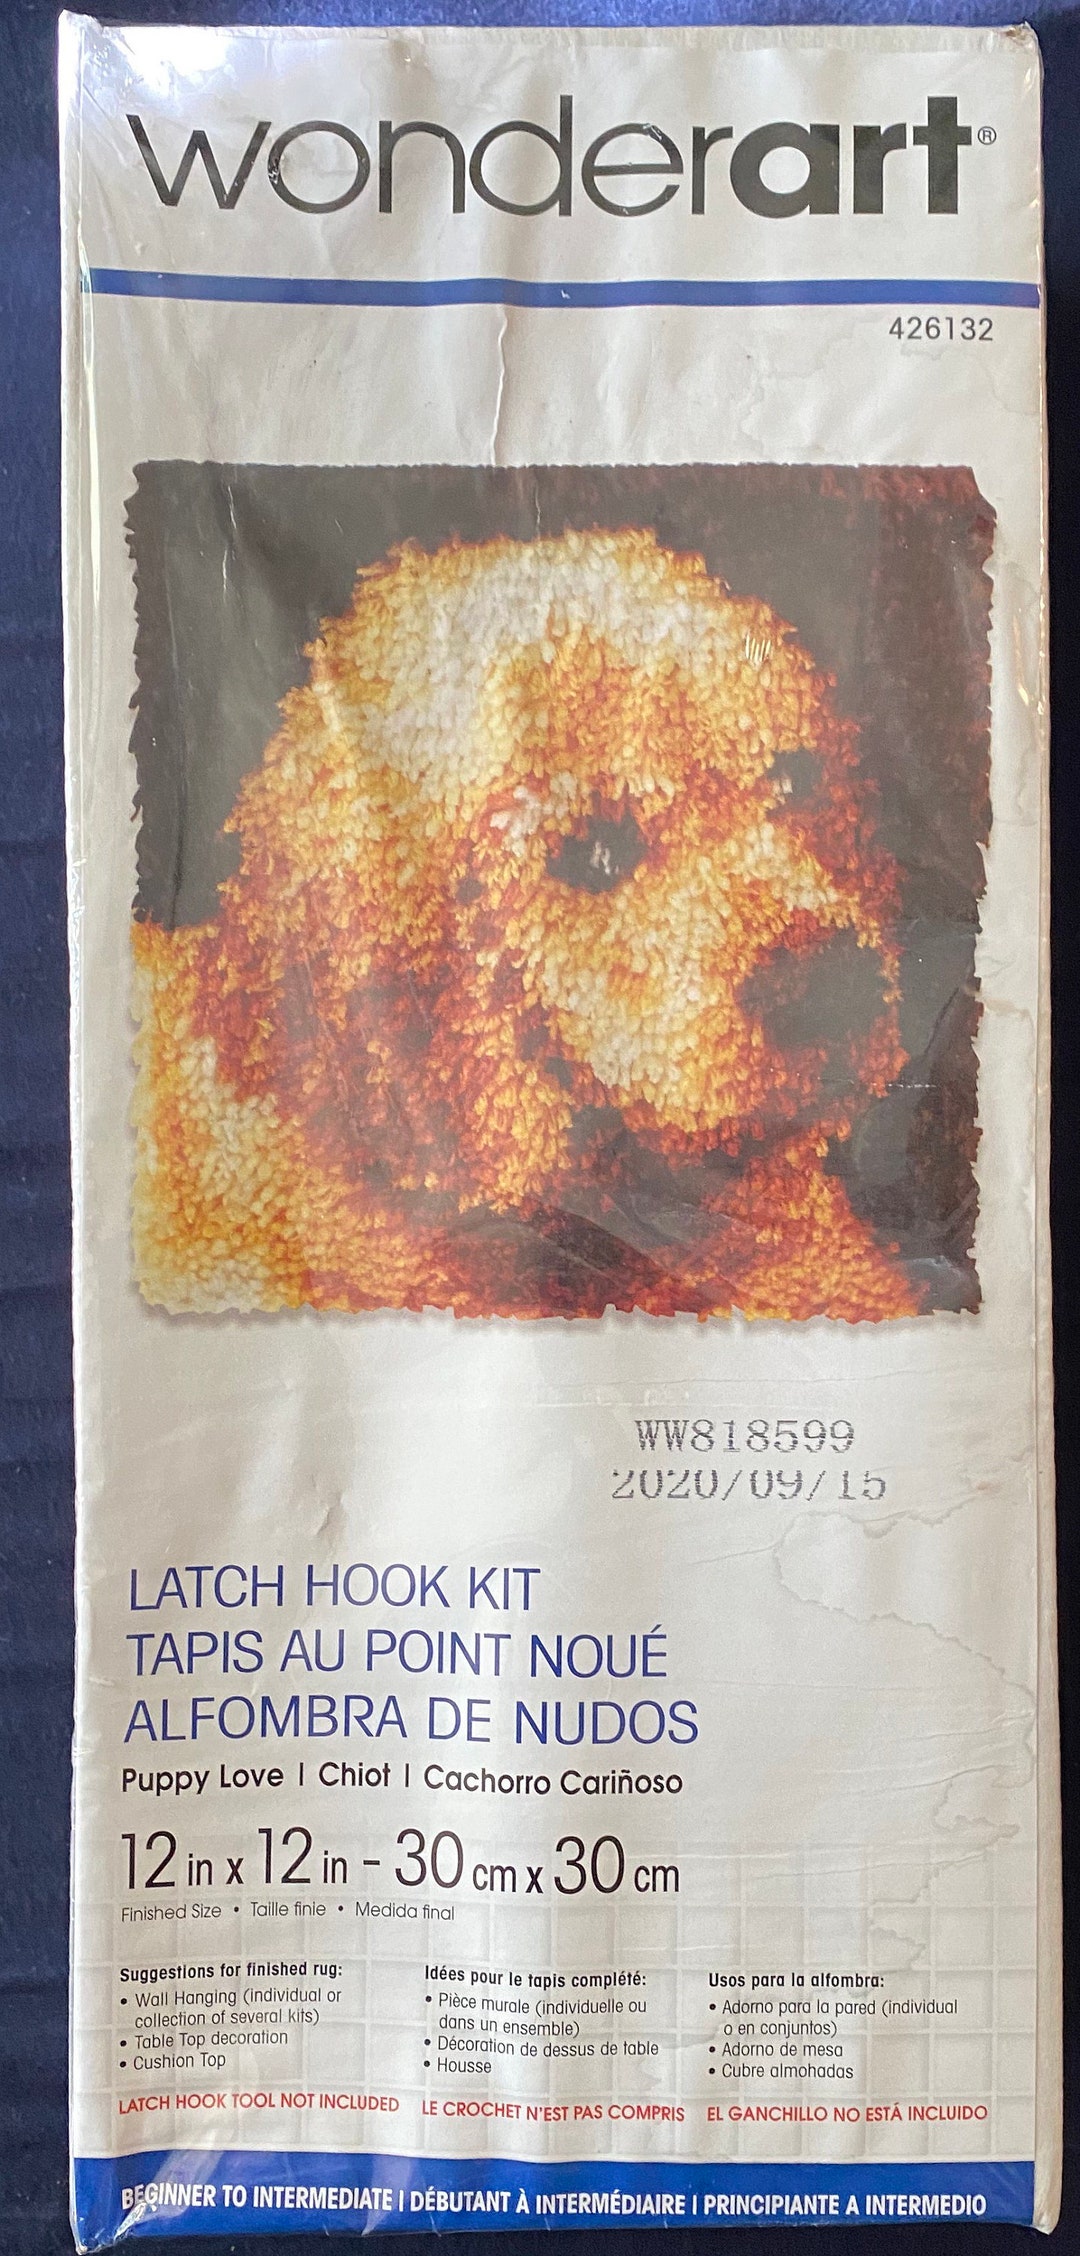 wonderart®
426132
WW818599
2020/09/15
LATCH HOOK KIT
TAPIS AU POINT NOUÉ
ALFOMBRA DE NUDOS
Puppy Love | Chiot | Cachorro Cariñoso
12 in x 12 in - 30 cm x 30 cm
Finished Size • Taille finie • Medida final
Suggestions for finished rug:
• Wall Hanging (individual or
collection of several kits)
• Table Top decoration
• Cushion Top
LATCH HOOK TOOL NOT INCLUDED
Idées pour le tapis complété:
• Pièce murale (individuelle ou
dans un ensemble)
• Décoration de dessus de table
• Housse
LE CROCHET N'EST PAS COMPRIS
Usos para la alfombra:
• Adorno para la pared (individual
o en conjuntos)
• Adorno de mesa
• Cubre almohadas
EL GANCHILLO NO ESTÁ INCLUIDO
BEGINNER TO INTERMEDIATE | DÉBUTANT À INTERMÉDIAIRE | PRINCIPIANTE A INTERMEDIO